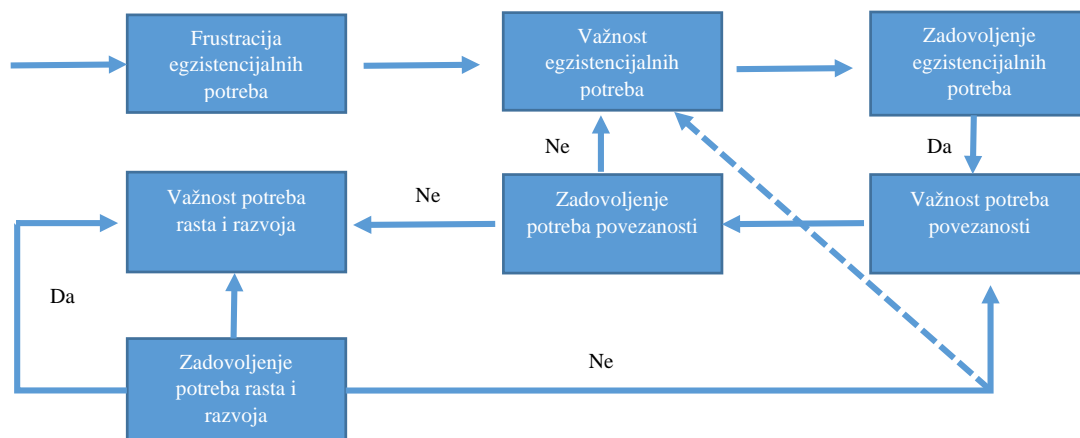 Frustracija
egzistencijalnih
potreba
Važnost
egzistencijalnih
potreba
Zadovoljenje
egzistencijalnih
potreba
Ne
Da
Važnost potreba
rasta i razvoja
Ne
Zadovoljenje
potreba povezanosti
Važnost potreba
povezanosti
Da
Zadovoljenje
potreba rasta i
razvoja
Ne